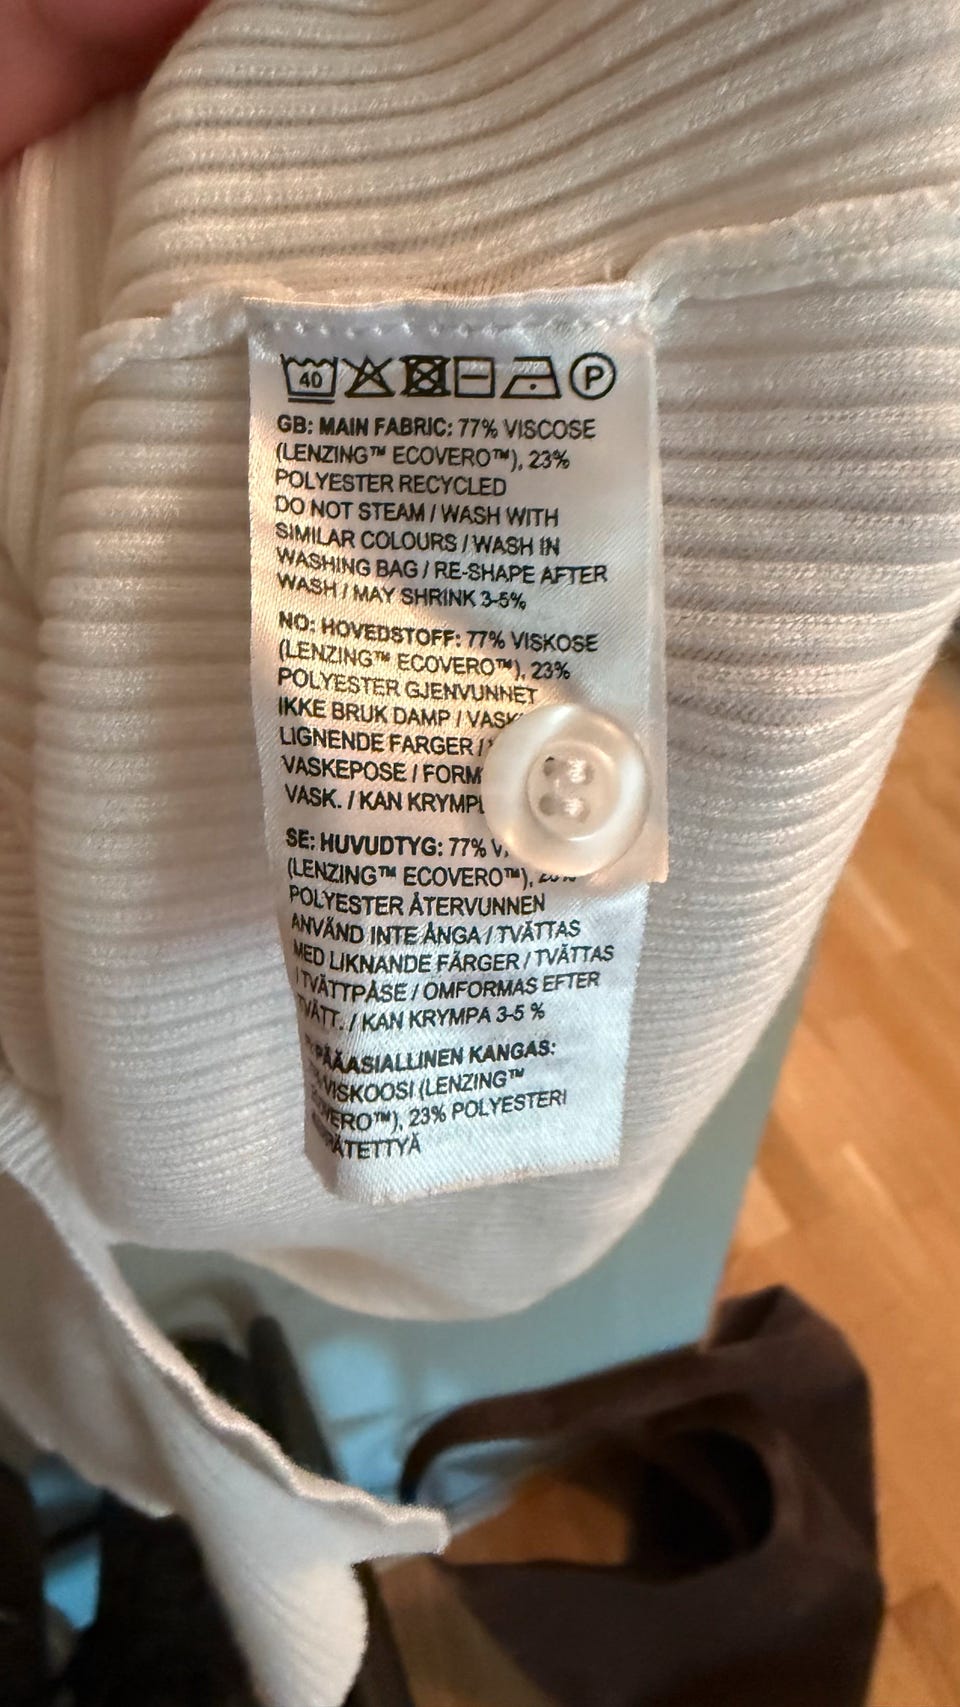 40 P
GB: MAIN FABRIC: 77% VISCOSE
(LENZING™ ECOVERO™), 23%
POLYESTER RECYCLED
DO NOT STEAM / WASH WITH
SIMILAR COLOURS / WASH IN
WASHING BAG / RE-SHAPE AFTER
WASH / MAY SHRINK 3-5%
NO: HOVEDSTOFF: 77% VISKOSE
(LENZING™ ECOVERO™), 23%
POLYESTER GJENVUNNET
IKKE BRUK DAMP /
LIGNENDE FARGER /
VASKEPOSE /
VASK. / KAN
SE: HUVUDTYG: 77%
(LENZING™ ECOVERO™),
POLYESTER ÅTERVUNNEN
ANVÄND INTE ÅNGA / TVÄTTAS
MED LIKNANDE FÄRGER / TVÄTTAS
I TVÄTTPÅSE / OMFORMAS EFTER
TVÄTT. / KAN KRYMPA 3-5 %
PÄÄASIALLINEN KANGAS:
VISKOOSI (LENZING™
23% POLYESTERI